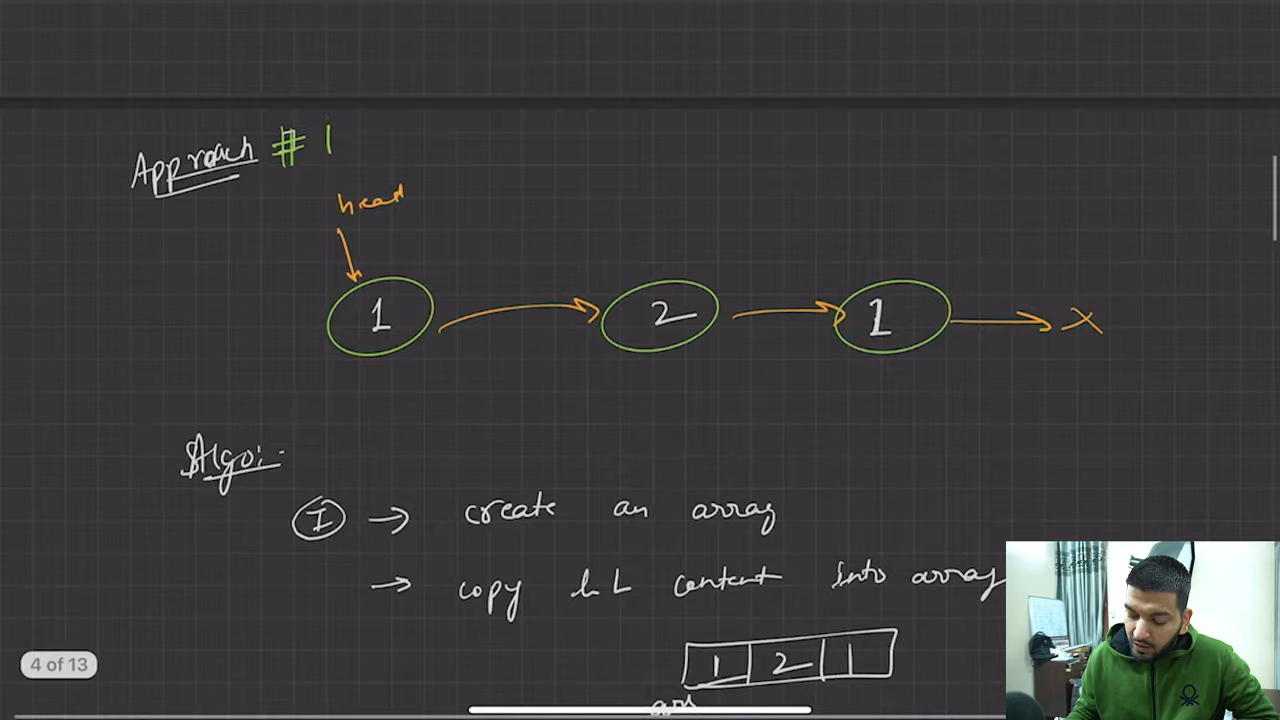 Approach # 1
head
1 2 1 X
Algo:-
I → create an array
→ copy LL content into array
1 2 1
arr
4 of 13